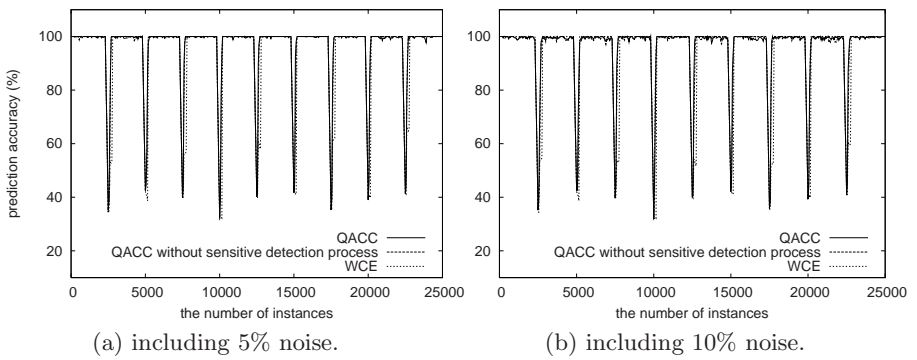 100
80
60
40
20
prediction accuracy (%)
QACC
QACC without sensitive detection process
WCE
0 5000 10000 15000 20000 25000
the number of instances
(a) including 5% noise.
100
80
60
40
20
QACC
QACC without sensitive detection process
WCE
0 5000 10000 15000 20000 25000
the number of instances
(b) including 10% noise.